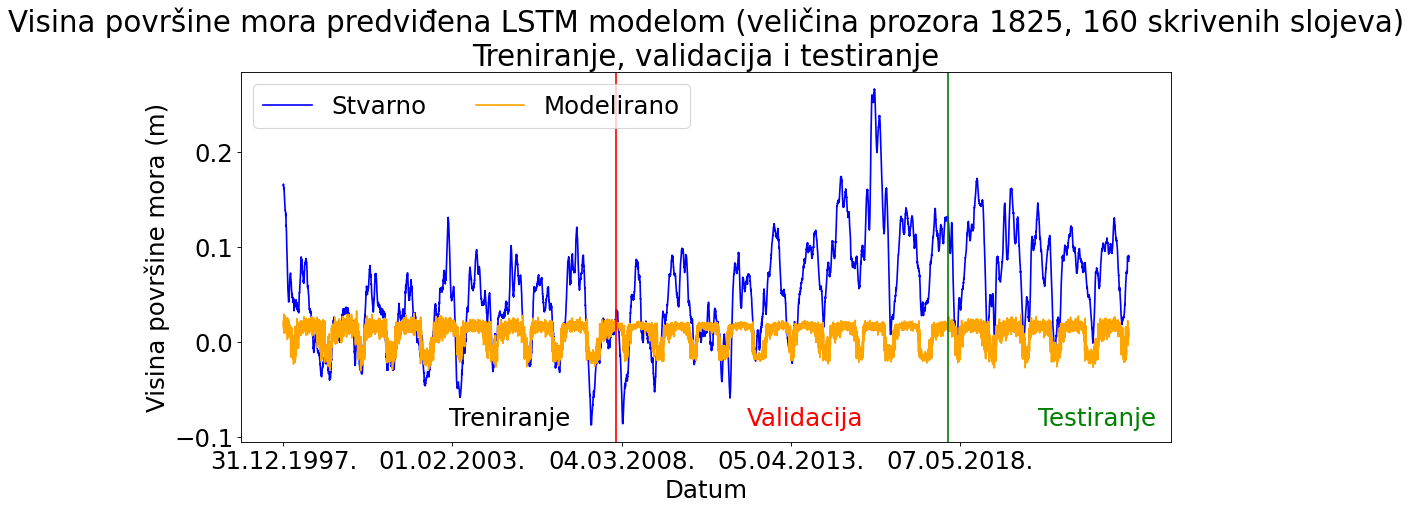 Visina površine mora predviđena LSTM modelom (veličina prozora 1825, 160 skrivenih slojeva)
Treniranje, validacija i testiranje
Stvarno
Modelirano
Visina površine mora (m)
0.2
0.1
0.0
−0.1
Treniranje
Validacija
Testiranje
31.12.1997.
01.02.2003.
04.03.2008.
05.04.2013.
07.05.2018.
Datum